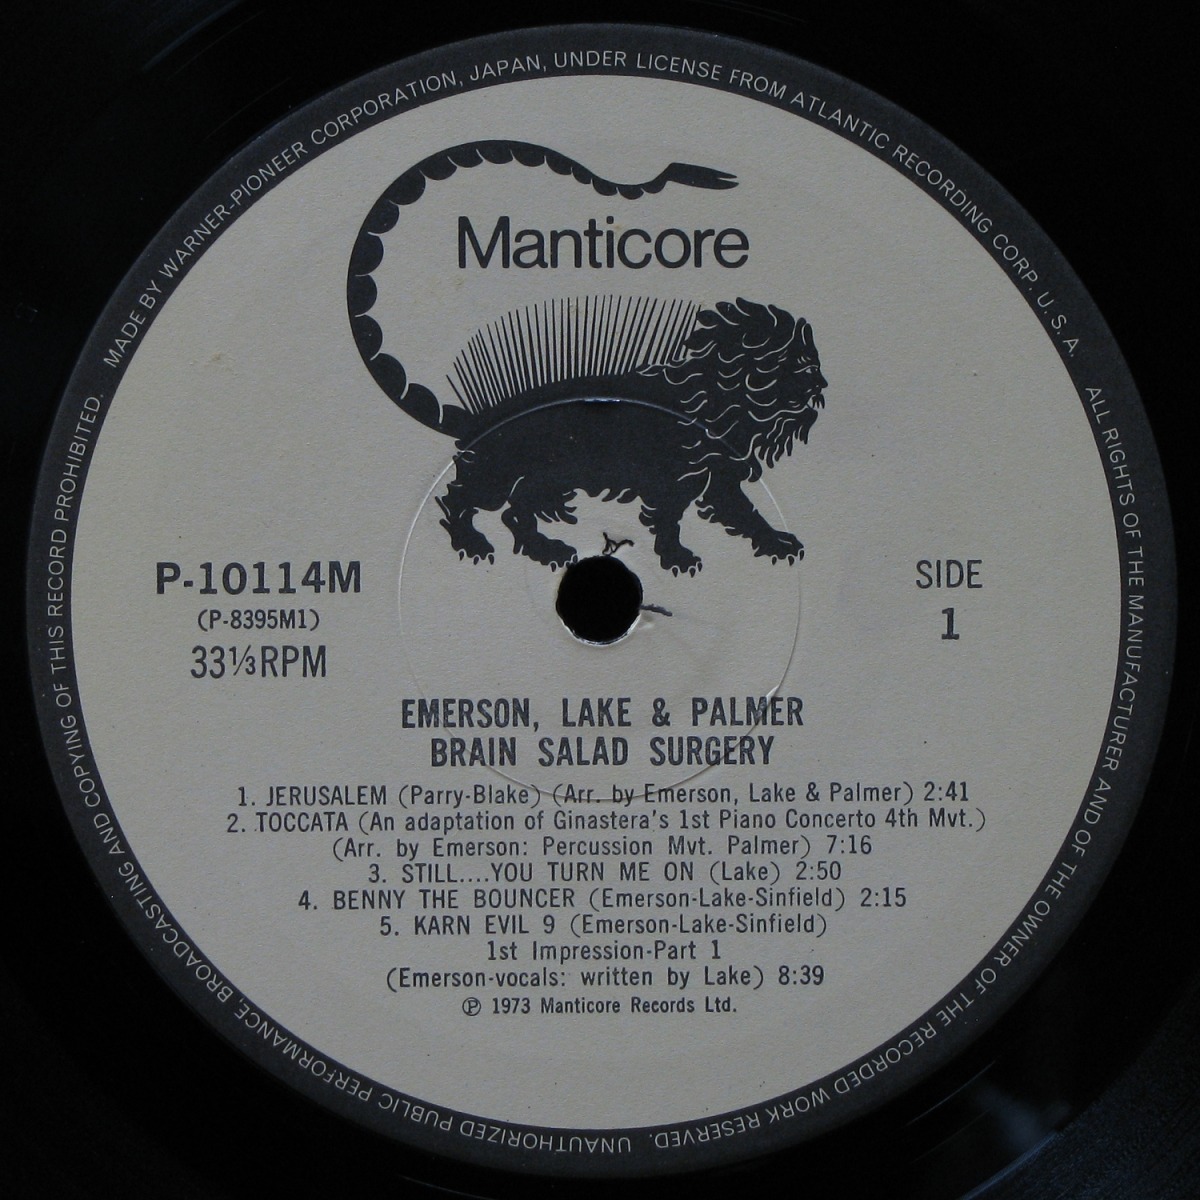 MADE BY WARNER-PIONEER CORPORATION, JAPAN, UNDER LICENSE FROM ATLANTIC RECORDING CORP. U.S.A.
ALL RIGHTS OF THE MANUFACTURER AND OF THE OWNER OF THE RECORDED WORK RESERVED.
UNAUTHORIZED PUBLIC PERFORMANCE, BROADCASTING AND COPYING OF THIS RECORD PROHIBITED.
Manticore
P-10114M
(P-8395M1)
33⅓RPM
SIDE
1
EMERSON, LAKE & PALMER
BRAIN SALAD SURGERY
1. JERUSALEM (Parry-Blake) (Arr. by Emerson, Lake & Palmer) 2:41
2. TOCCATA (An adaptation of Ginastera's 1st Piano Concerto 4th Mvt.)
(Arr. by Emerson: Percussion Mvt. Palmer) 7:16
3. STILL....YOU TURN ME ON (Lake) 2:50
4. BENNY THE BOUNCER (Emerson-Lake-Sinfield) 2:15
5. KARN EVIL 9 (Emerson-Lake-Sinfield)
1st Impression-Part 1
(Emerson-vocals: written by Lake) 8:39
℗ 1973 Manticore Records Ltd.